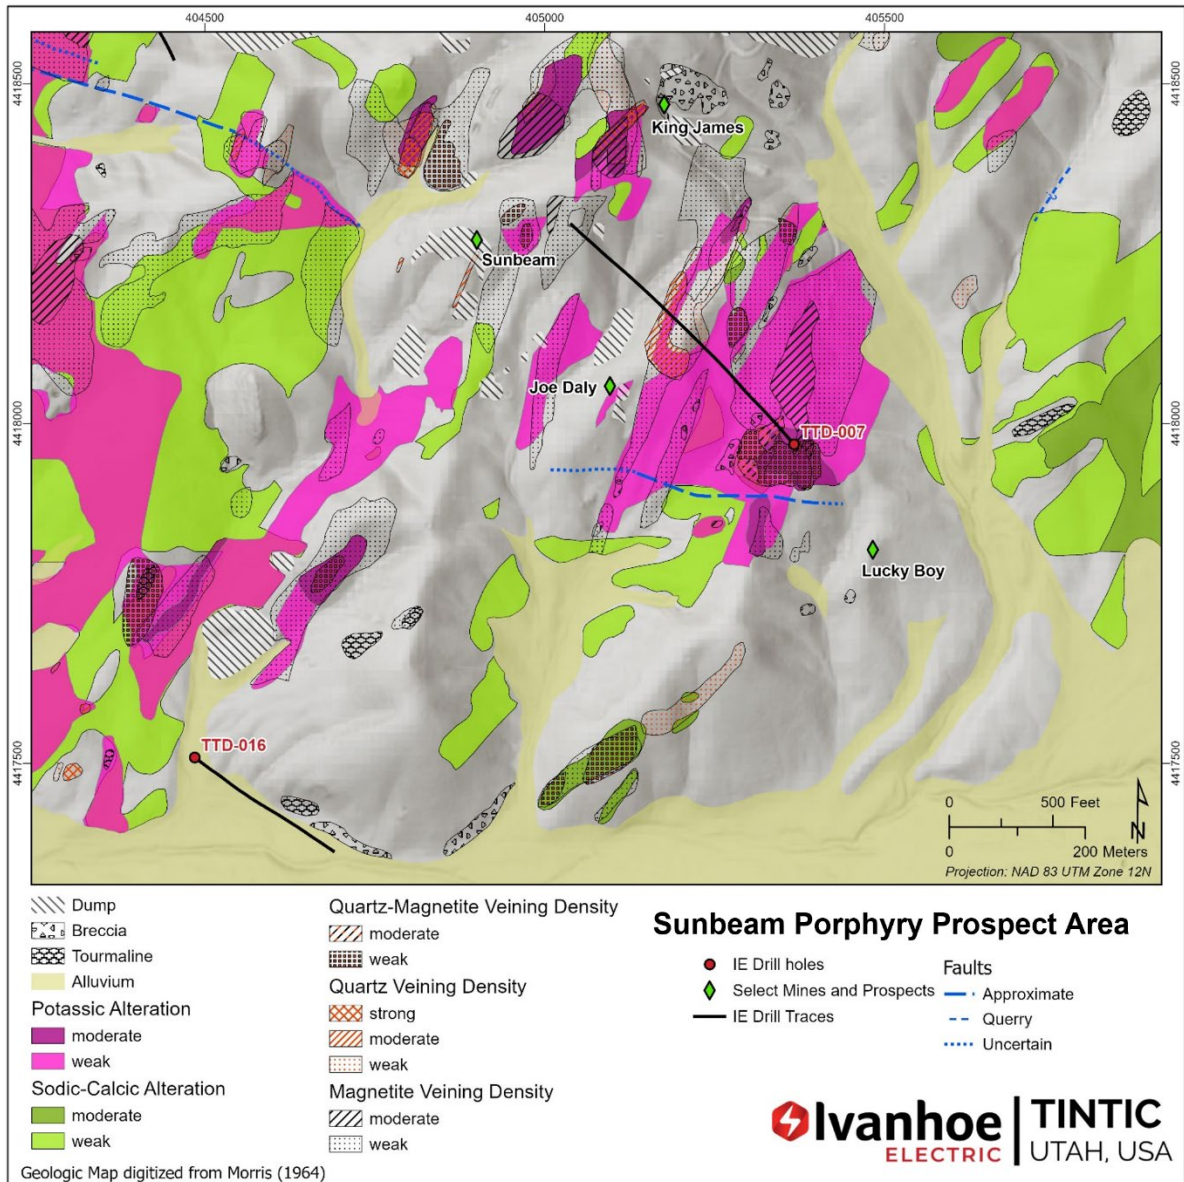 404500
405000
405500
4418500
4418500
King James
Sunbeam
Joe Daly
4418000
4418000
TTD-007
Lucky Boy
TTD-016
4417500
4417500
0 500 Feet
0 200 Meters
N
Projection: NAD 83 UTM Zone 12N
Dump
Breccia
Tourmaline
Alluvium
Potassic Alteration
moderate
weak
Sodic-Calcic Alteration
moderate
weak
Geologic Map digitized from Morris (1964)
Quartz-Magnetite Veining Density
moderate
weak
Quartz Veining Density
strong
moderate
weak
Magnetite Veining Density
moderate
weak
Sunbeam Porphyry Prospect Area
IE Drill holes
Select Mines and Prospects
IE Drill Traces
Faults
Approximate
Querry
Uncertain
Ivanhoe
ELECTRIC
TINTIC
UTAH, USA